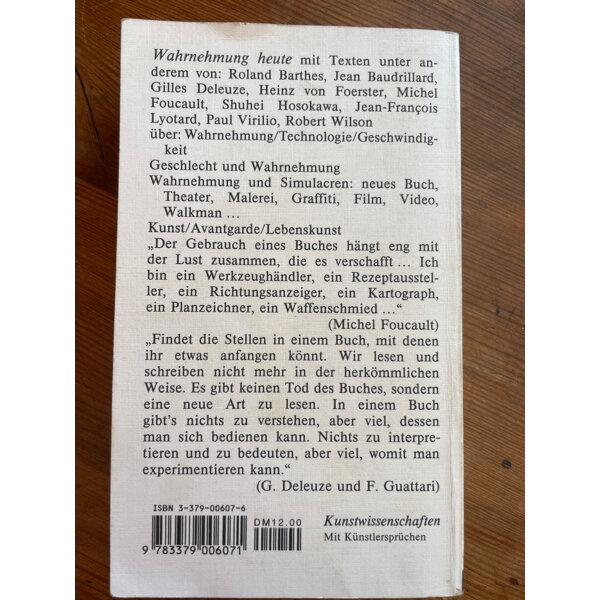 Wahrnehmung heute mit Texten unter an-
derem von: Roland Barthes, Jean Baudrillard,
Gilles Deleuze, Heinz von Foerster, Michel
Foucault, Shuhei Hosokawa, Jean-François
Lyotard, Paul Virilio, Robert Wilson
über: Wahrnehmung/Technologie/Geschwindig-
keit
Geschlecht und Wahrnehmung
Wahrnehmung und Simulacren: neues Buch,
Theater, Malerei, Graffiti, Film, Video,
Walkman ...
Kunst/Avantgarde/Lebenskunst
„Der Gebrauch eines Buches hängt eng mit
der Lust zusammen, die es verschafft ... Ich
bin ein Werkzeughändler, ein Rezeptausstel-
ler, ein Richtungsanzeiger, ein Kartograph,
ein Planzeichner, ein Waffenschmied ...“
(Michel Foucault)
„Findet die Stellen in einem Buch, mit denen
ihr etwas anfangen könnt. Wir lesen und
schreiben nicht mehr in der herkömmlichen
Weise. Es gibt keinen Tod des Buches, sondern
eine neue Art zu lesen. In einem Buch
gibt's nichts zu verstehen, aber viel, dessen
man sich bedienen kann. Nichts zu interpre-
tieren und zu bedeuten, aber viel, womit man
experimentieren kann.“
(G. Deleuze und F. Guattari)
ISBN 3-379-00607-6
DM12.00
9 783379 006071
Kunstwissenschaften
Mit Künstlersprüchen